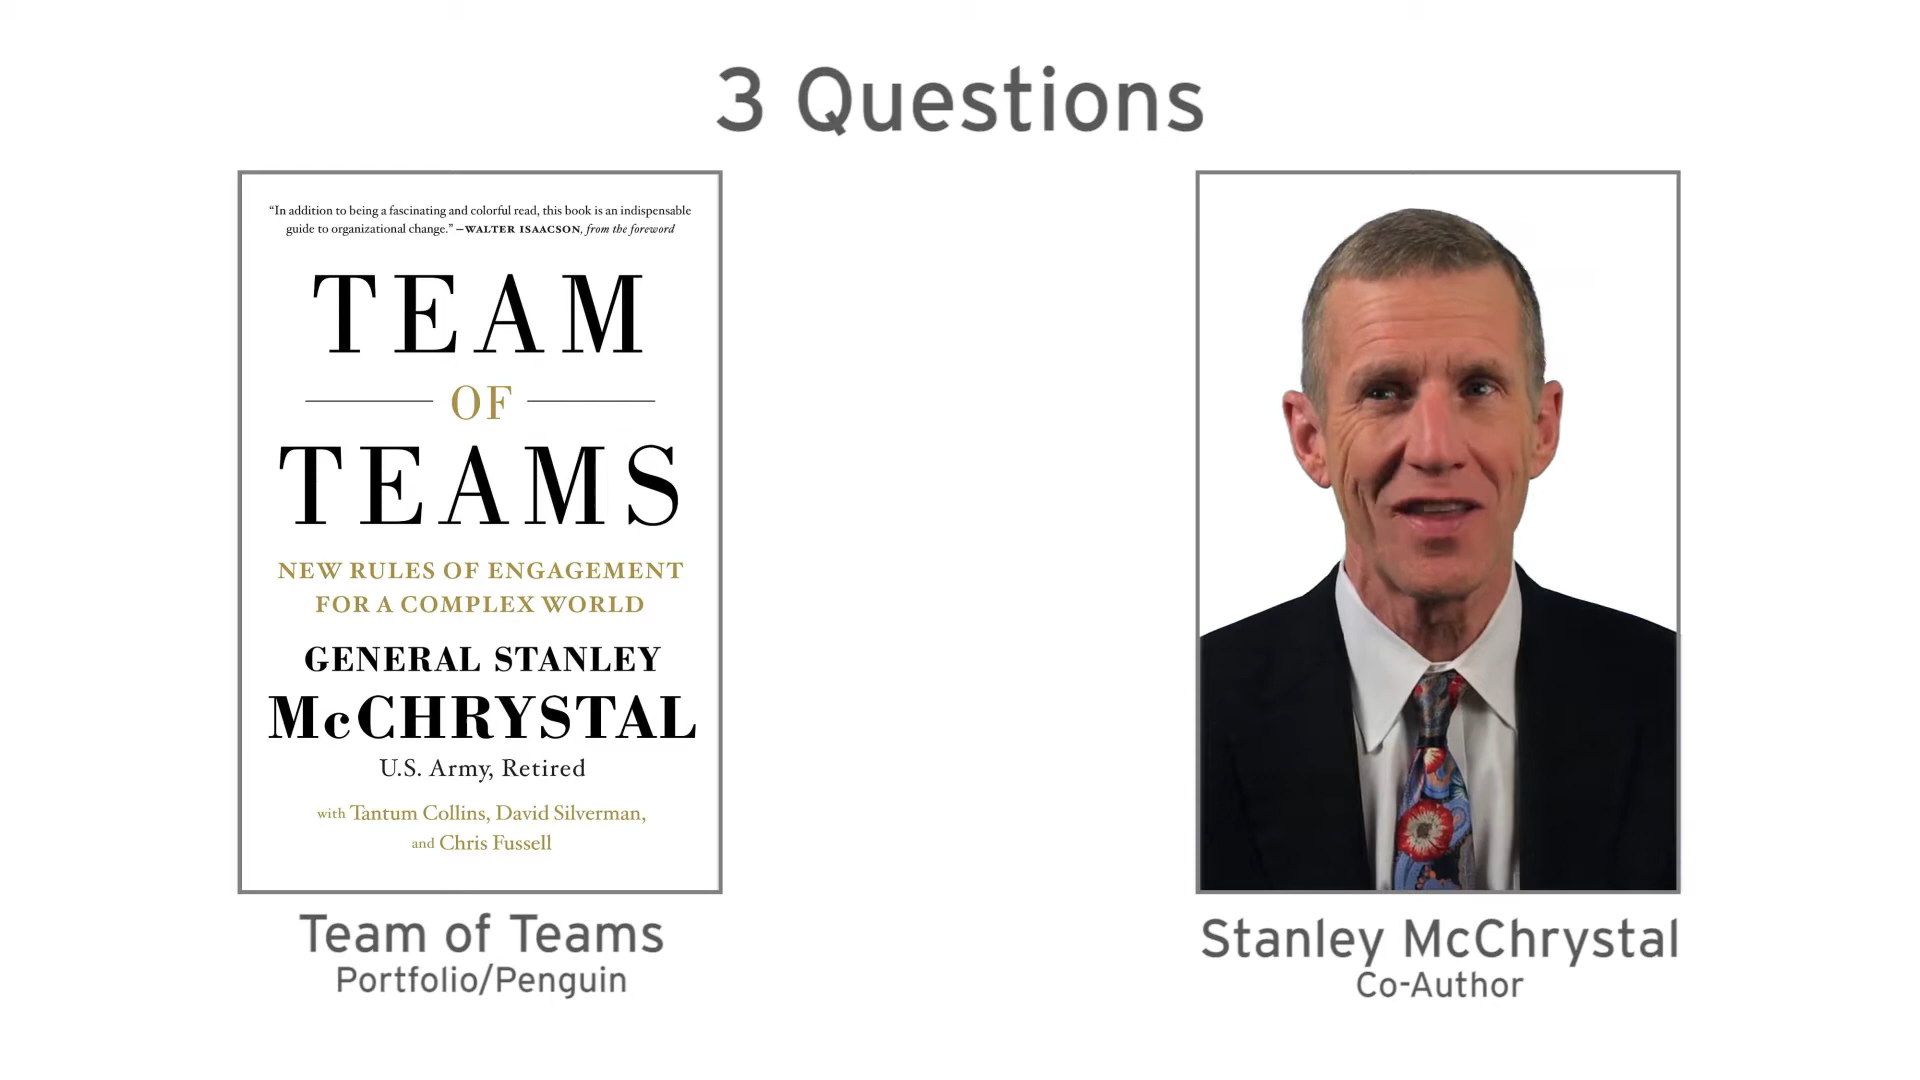 3 Questions
“In addition to being a fascinating and colorful read, this book is an indispensable
guide to organizational change.” —WALTER ISAACSON, from the foreword
TEAM
OF
TEAMS
NEW RULES OF ENGAGEMENT
FOR A COMPLEX WORLD
GENERAL STANLEY
McCHRYSTAL
U.S. Army, Retired
with Tantum Collins, David Silverman,
and Chris Fussell
Team of Teams
Portfolio/Penguin
Stanley McChrystal
Co-Author